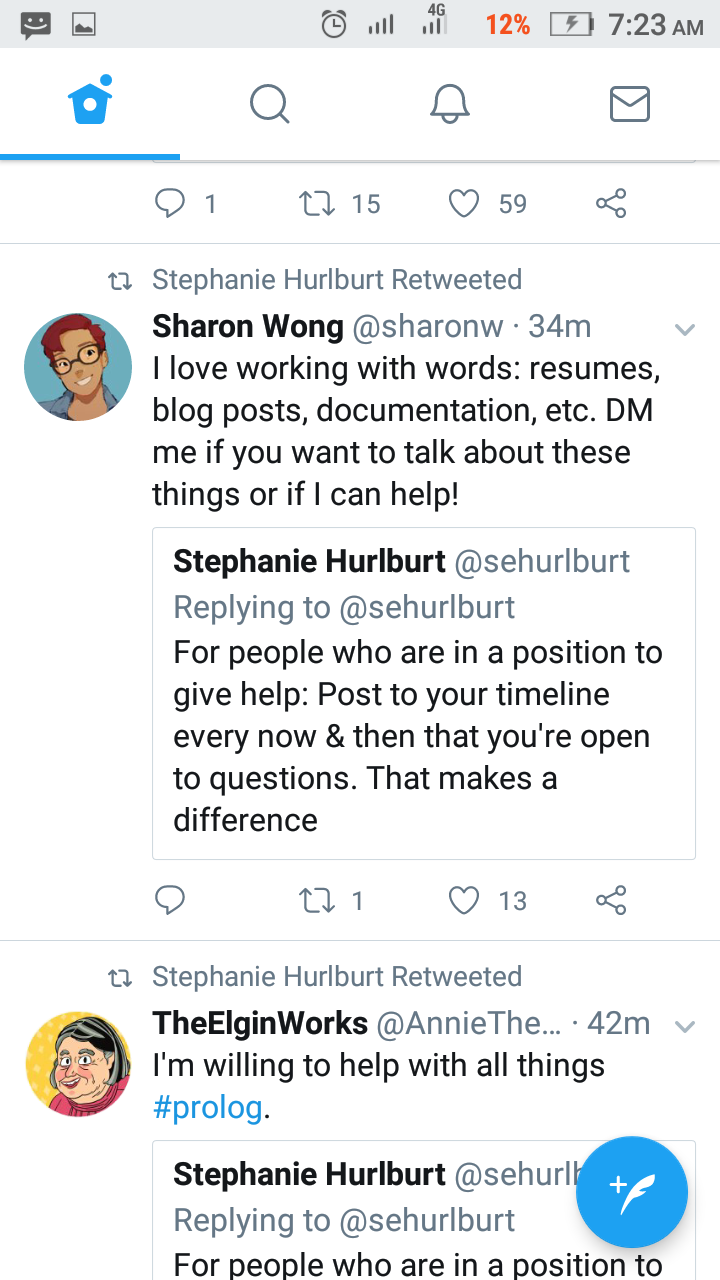 4G
12% 7:23 AM
1 15 59
Stephanie Hurlburt Retweeted
Sharon Wong @sharonw · 34m
I love working with words: resumes,
blog posts, documentation, etc. DM
me if you want to talk about these
things or if I can help!
Stephanie Hurlburt @sehurlburt
Replying to @sehurlburt
For people who are in a position to
give help: Post to your timeline
every now & then that you're open
to questions. That makes a
difference
1 13
Stephanie Hurlburt Retweeted
TheElginWorks @AnnieThe... · 42m
I'm willing to help with all things
#prolog.
Stephanie Hurlburt
Replying to @sehurlburt
For people who are in a position to